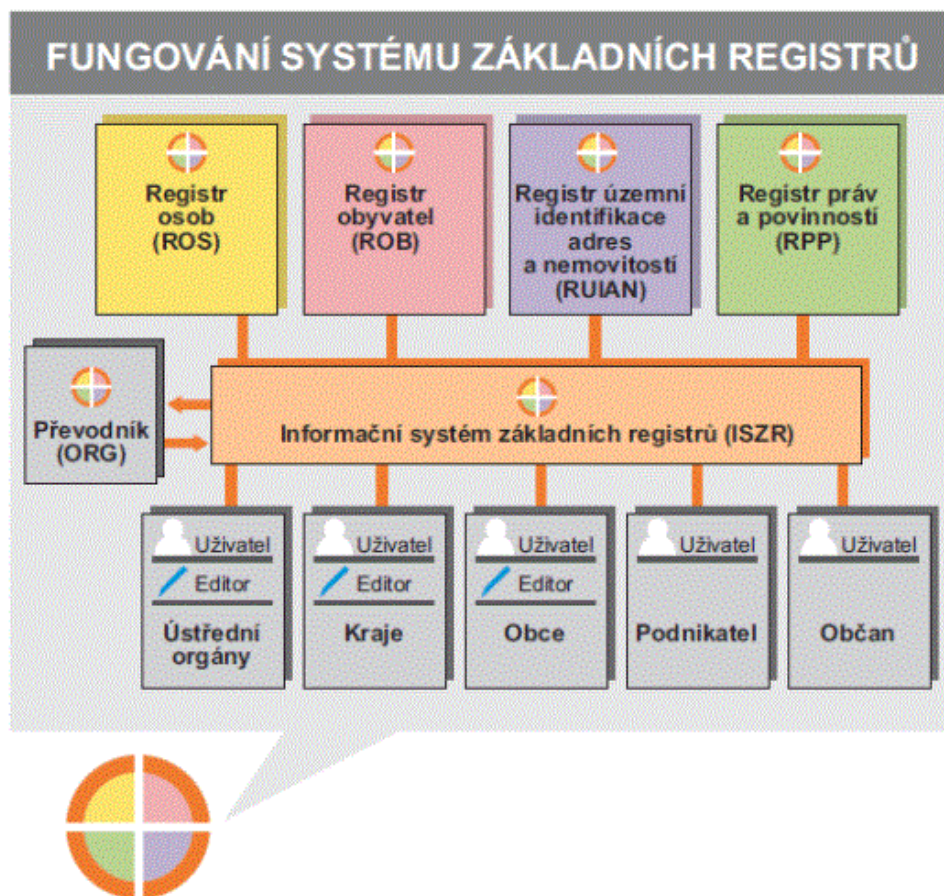 FUNGOVÁNÍ SYSTÉMU ZÁKLADNÍCH REGISTRŮ
Registr
osob
(ROS)
Registr
obyvatel
(ROB)
Registr územní
identifikace
adres
a nemovitostí
(RUIAN)
Registr práv
a povinností
(RPP)
Převodník
(ORG)
Informační systém základních registrů (ISZR)
Uživatel
Editor
Ústřední
orgány
Uživatel
Editor
Kraje
Uživatel
Editor
Obce
Uživatel
Podnikatel
Uživatel
Občan